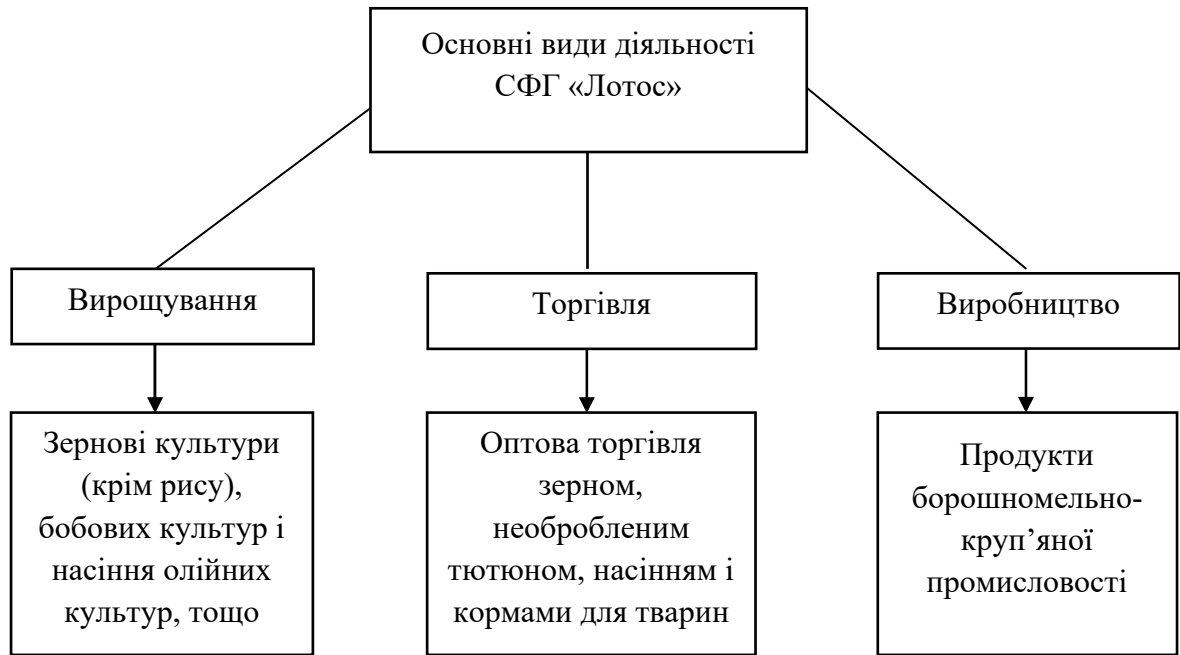 Основні види діяльності
СФГ «Лотос»
Вирощування
Торгівля
Виробництво
Зернові культури
(крім рису),
бобових культур і
насіння олійних
культур, тощо
Оптова торгівля
зерном,
необробленим
тютюном, насінням і
кормами для тварин
Продукти
борошномельно-
круп’яної
промисловості